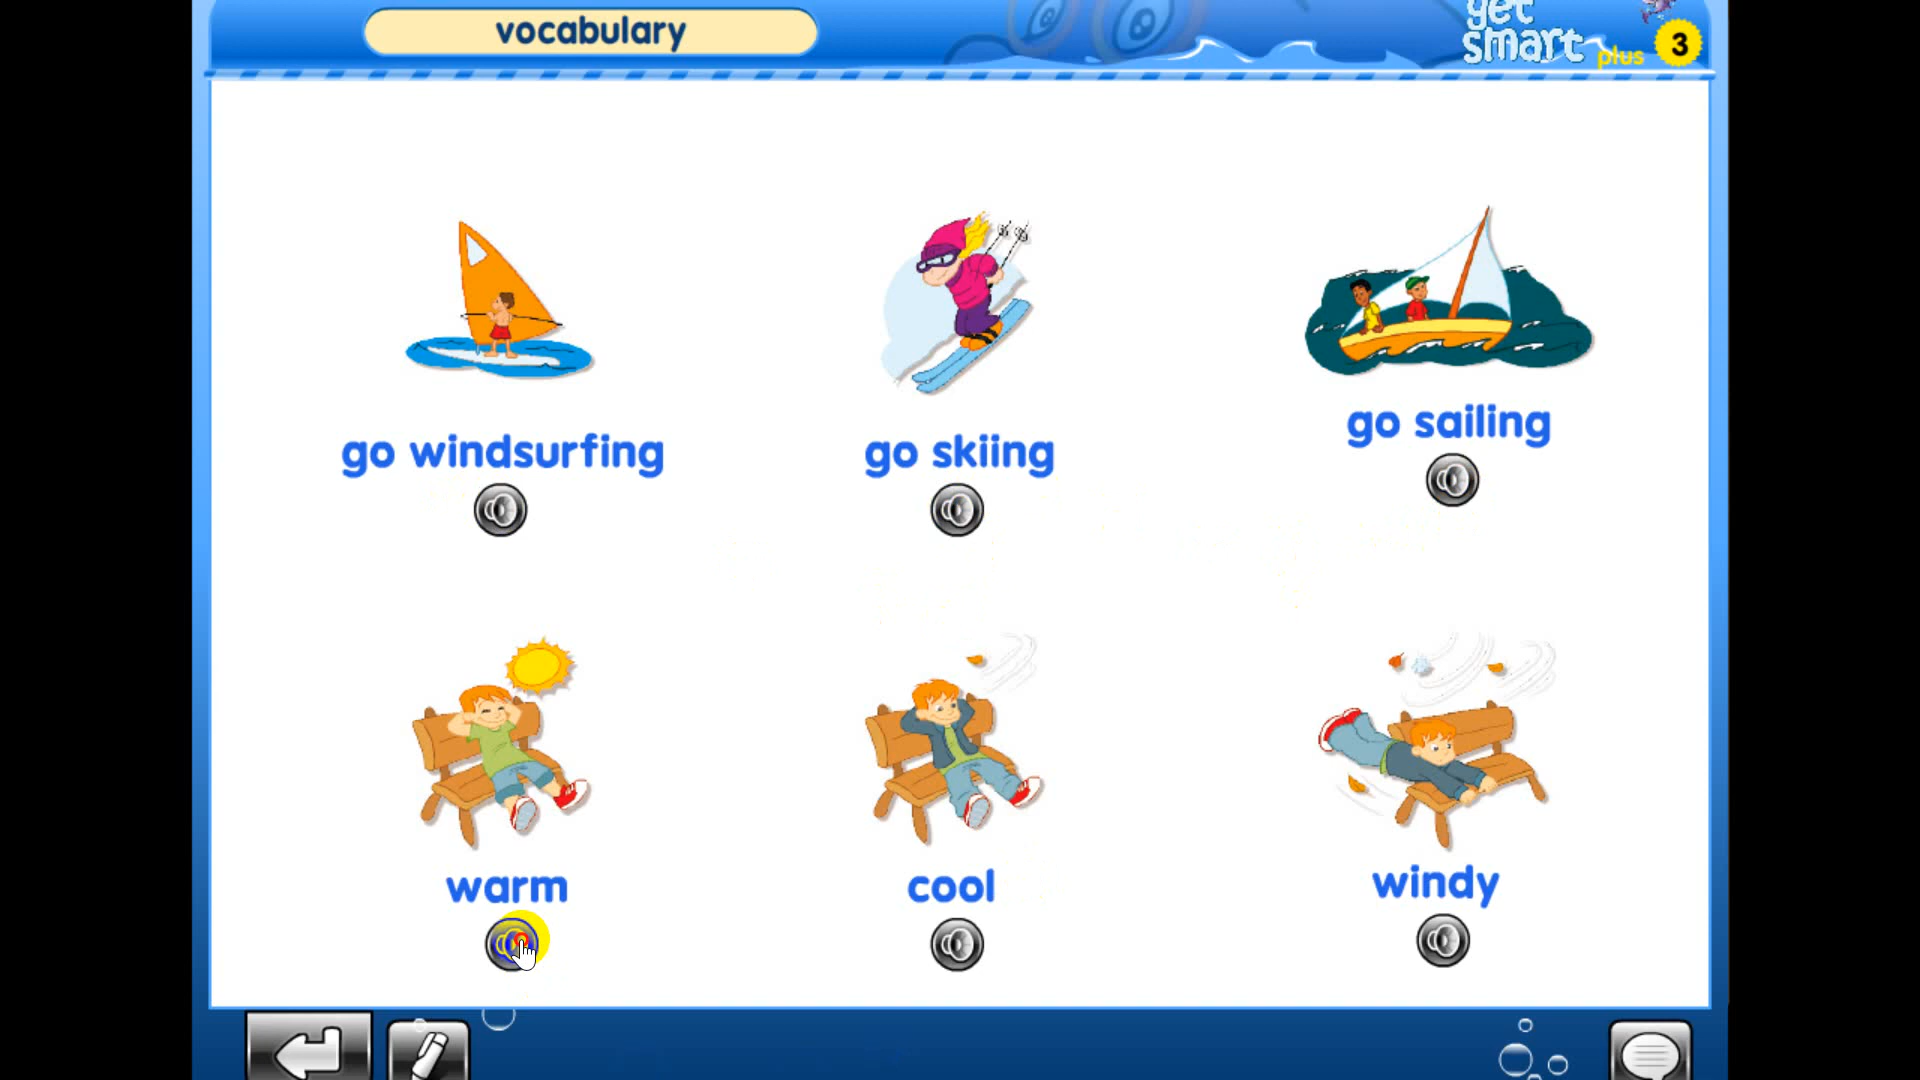 vocabulary
get
smart
plus
3
go windsurfing
go skiing
go sailing
warm
cool
windy